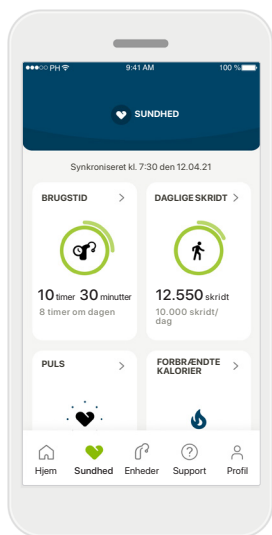 PH 9:41 AM 100 %
SUNDHED
Synkroniseret kl. 7:30 den 12.04.21
BRUGSTID
10 timer 30 minutter
8 timer om dagen
DAGLIGE SKRIDT
12.550 skridt
10.000 skridt/
dag
PULS
FORBRÆNDTE
KALORIER
Hjem Sundhed Enheder Support Profil